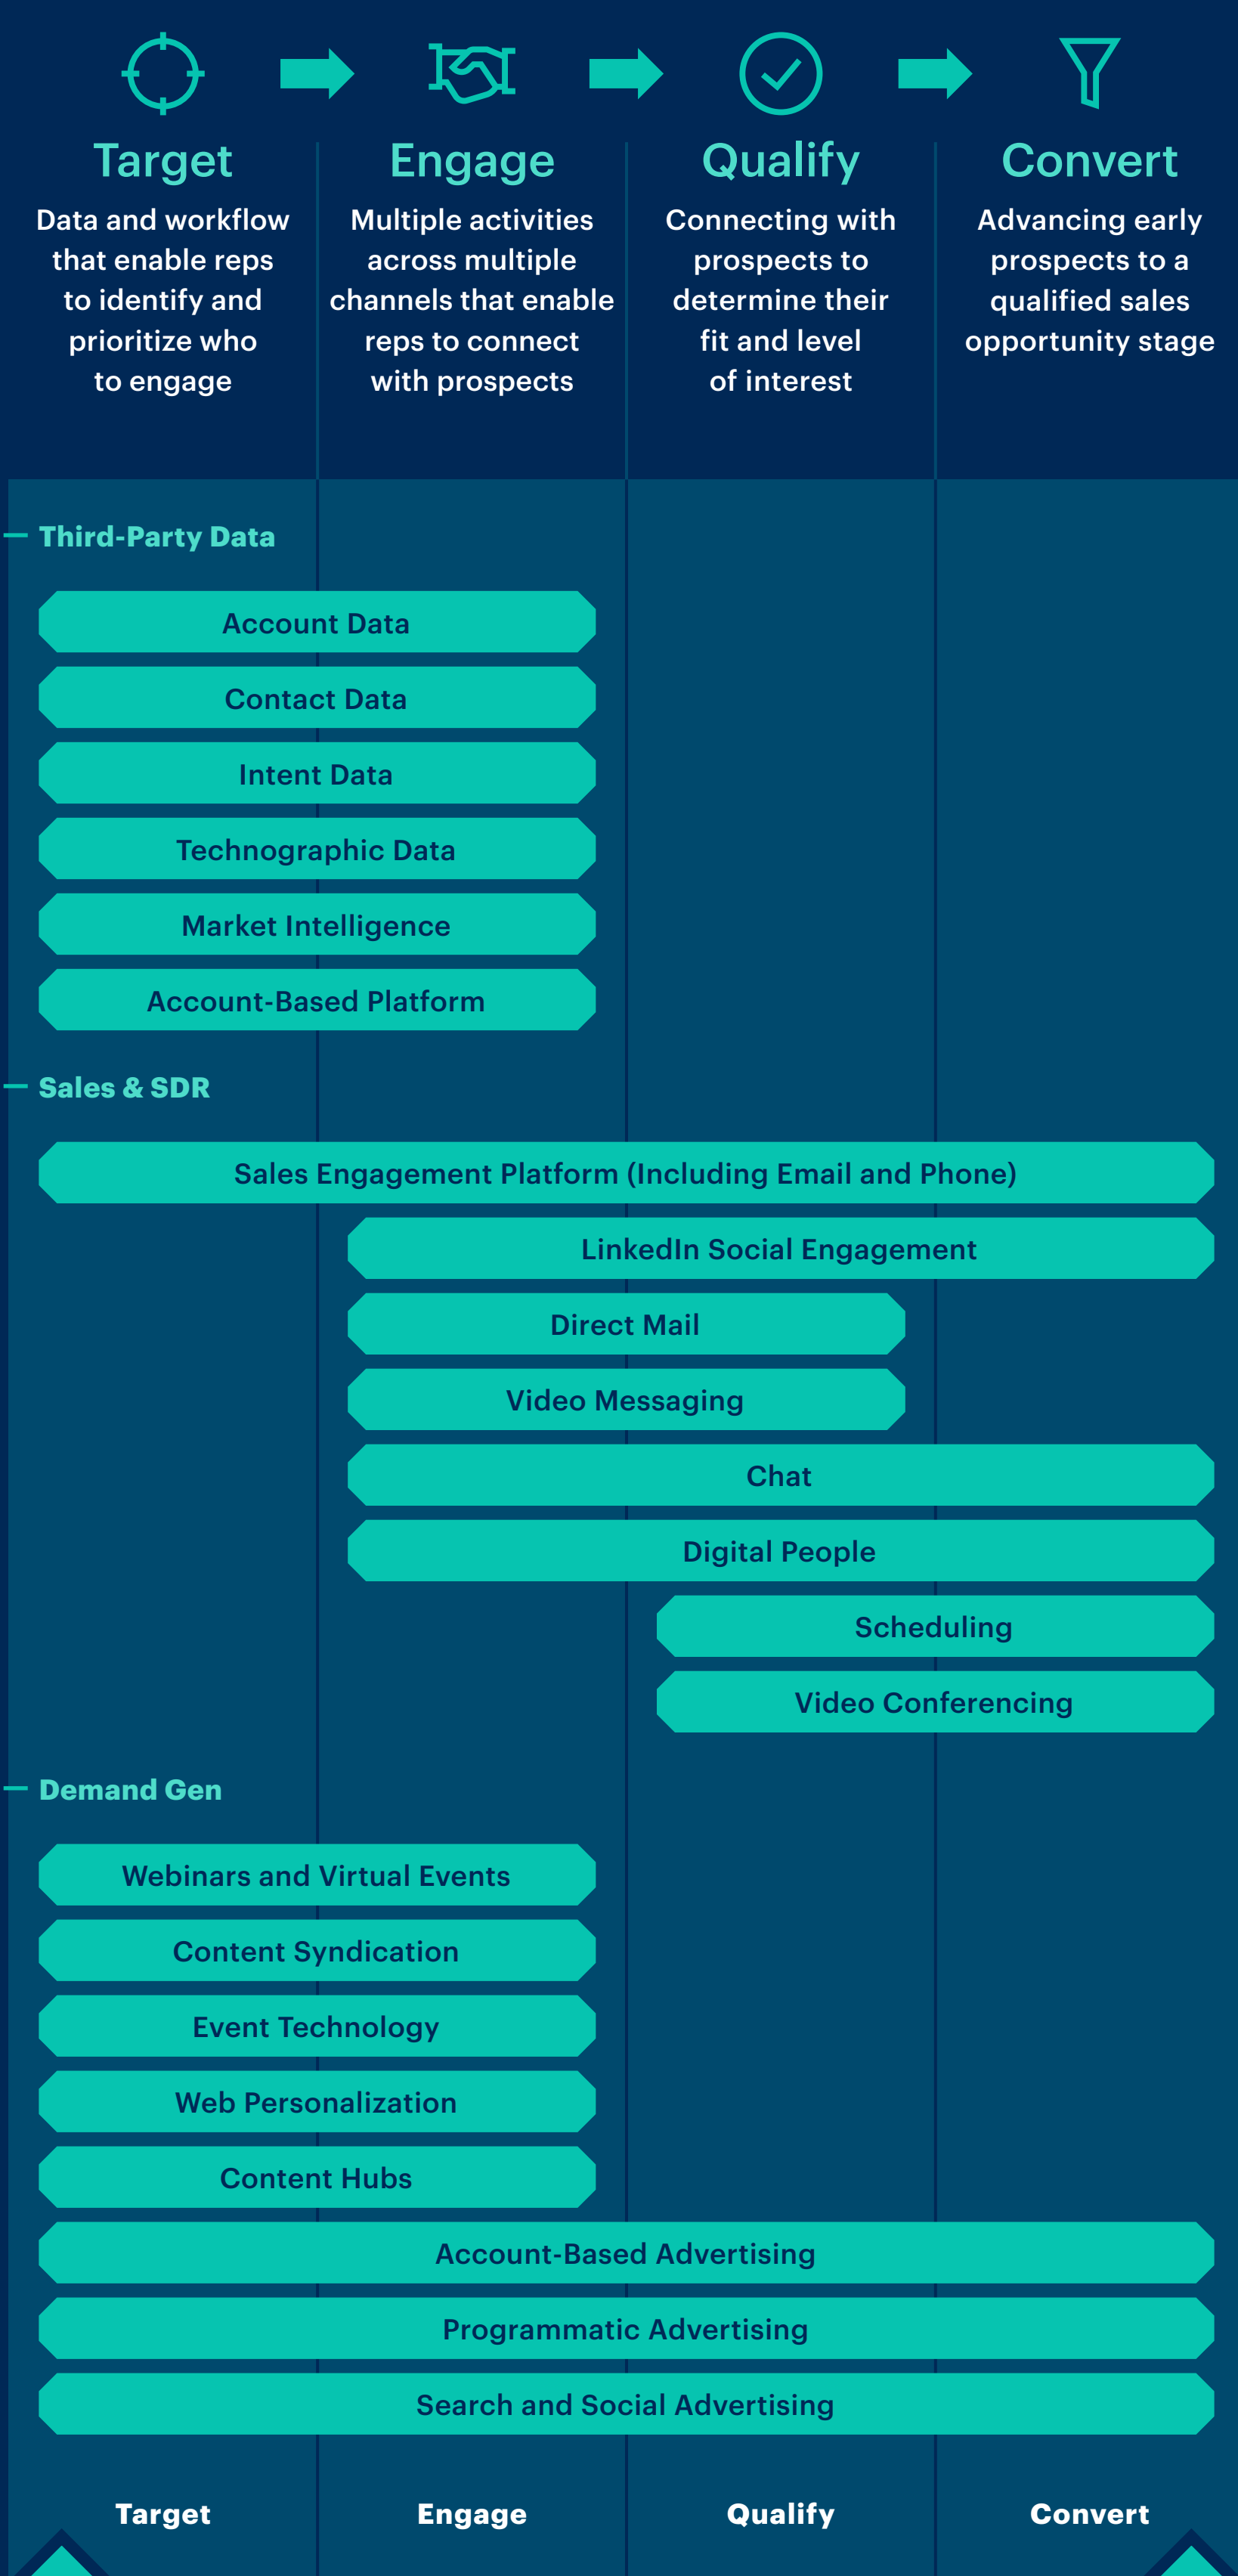 Target
Data and workflow
that enable reps
to identify and
prioritize who
to engage
Engage
Multiple activities
across multiple
channels that enable
reps to connect
with prospects
Qualify
Connecting with
prospects to
determine their
fit and level
of interest
Convert
Advancing early
prospects to a
qualified sales
opportunity stage
Third-Party Data
Account Data
Contact Data
Intent Data
Technographic Data
Market Intelligence
Account-Based Platform
Sales & SDR
Sales Engagement Platform (Including Email and Phone)
LinkedIn Social Engagement
Direct Mail
Video Messaging
Chat
Digital People
Scheduling
Video Conferencing
Demand Gen
Webinars and Virtual Events
Content Syndication
Event Technology
Web Personalization
Content Hubs
Account-Based Advertising
Programmatic Advertising
Search and Social Advertising
Target
Engage
Qualify
Convert